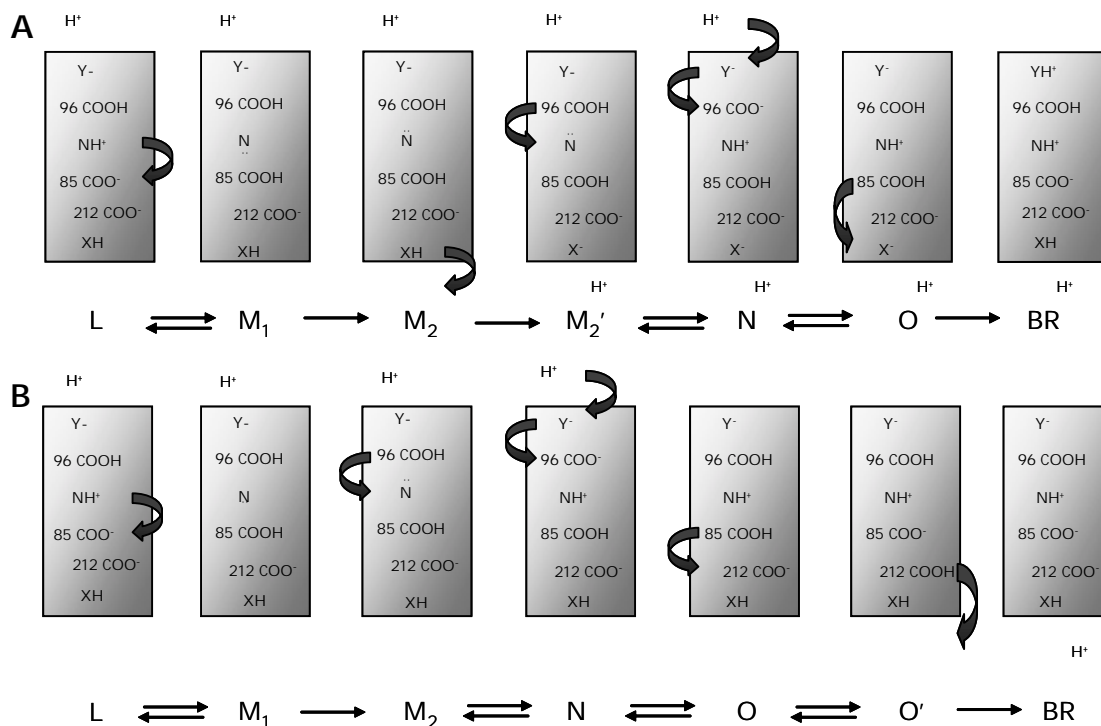 A
H⁺ H⁺ H⁺ H⁺ H⁺
Y- Y- Y- Y- Y⁻ Y⁻ YH⁺
96 COOH 96 COOH 96 COOH 96 COOH 96 COO⁻ 96 COOH 96 COOH
NH⁺ N̤ N̈ N̈ NH⁺ NH⁺ NH⁺
85 COO⁻ 85 COOH 85 COOH 85 COOH 85 COOH 85 COOH 85 COO⁻
212 COO⁻ 212 COO⁻ 212 COO⁻ 212 COO⁻ 212 COO⁻ 212 COO⁻ 212 COO⁻
XH XH XH X⁻ X⁻ X⁻ XH
H⁺ H⁺ H⁺ H⁺
L M₁ M₂ M₂' N O BR
B
H⁺ H⁺ H⁺ H⁺
Y- Y- Y- Y⁻ Y⁻ Y⁻ Y⁻
96 COOH 96 COOH 96 COOH 96 COO⁻ 96 COOH 96 COOH 96 COOH
NH⁺ N N̈ NH⁺ NH⁺ NH⁺ NH⁺
85 COO⁻ 85 COOH 85 COOH 85 COOH 85 COOH 85 COO⁻ 85 COO⁻
212 COO⁻ 212 COO⁻ 212 COO⁻ 212 COO⁻ 212 COO⁻ 212 COOH 212 COO⁻
XH XH XH XH XH XH XH
H⁺
L M₁ M₂ N O O' BR